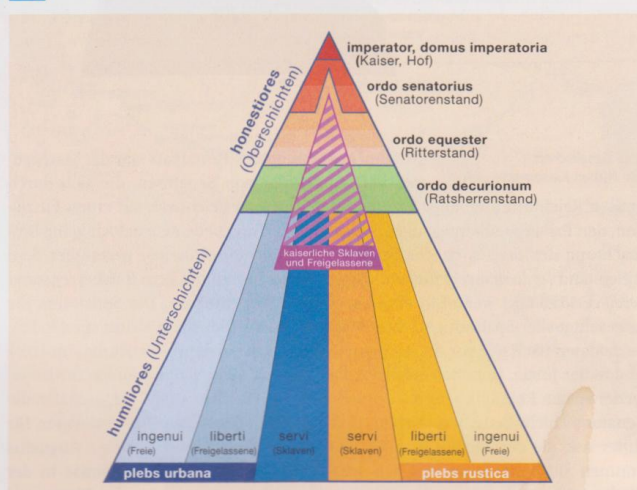 imperator, domus imperatoria
(Kaiser, Hof)
ordo senatorius
(Senatorenstand)
ordo equester
(Ritterstand)
ordo decurionum
(Ratsherrenstand)
honestiores
(Oberschichten)
kaiserliche Sklaven
und Freigelassene
humiliores (Unterschichten)
ingenui
(Freie)
liberti
(Freigelassene)
servi
(Sklaven)
servi
(Sklaven)
liberti
(Freigelassene)
ingenui
(Freie)
plebs urbana
plebs rustica